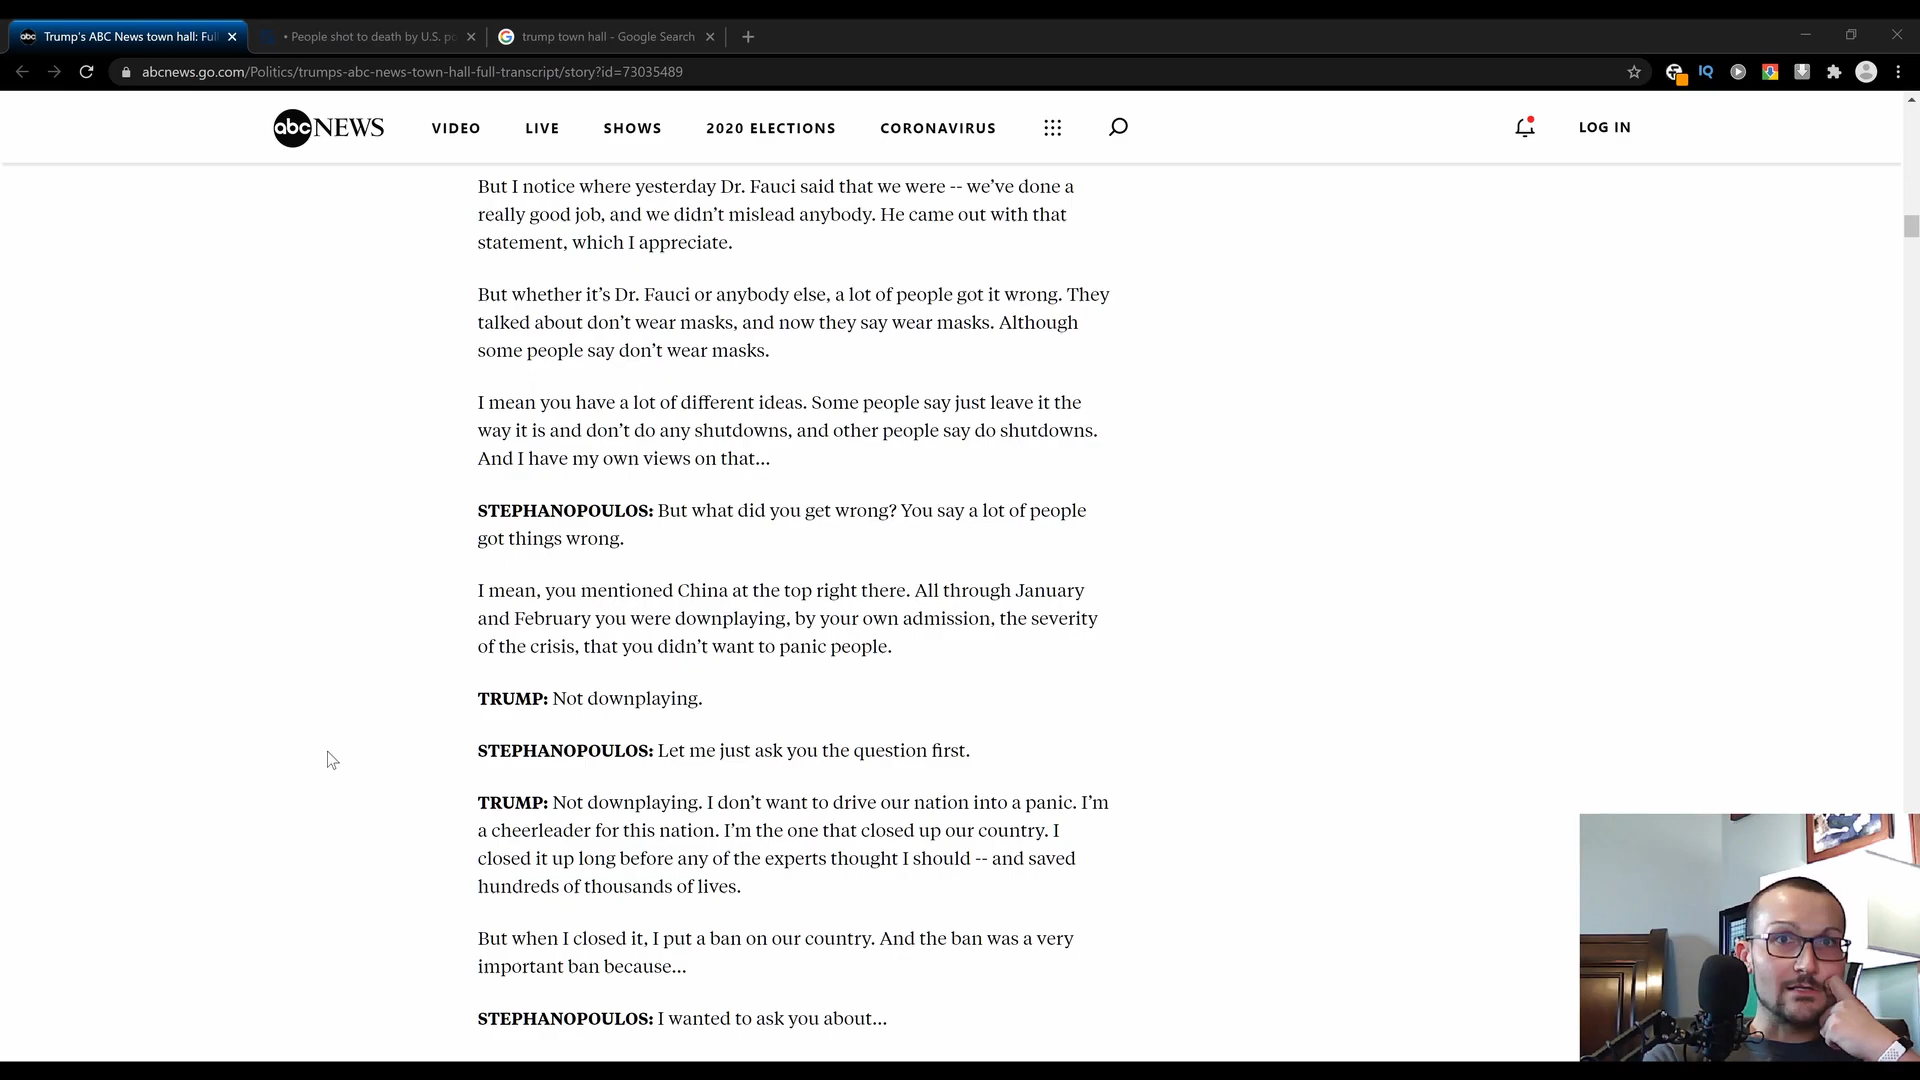 Trump's ABC News town hall: Ful
• People shot to death by U.S. po
trump town hall - Google Search
abcnews.go.com/Politics/trumps-abc-news-town-hall-full-transcript/story?id=73035489
IQ
abc NEWS
VIDEO
LIVE
SHOWS
2020 ELECTIONS
CORONAVIRUS
LOG IN
But I notice where yesterday Dr. Fauci said that we were -- we’ve done a
really good job, and we didn’t mislead anybody. He came out with that
statement, which I appreciate.
But whether it’s Dr. Fauci or anybody else, a lot of people got it wrong. They
talked about don’t wear masks, and now they say wear masks. Although
some people say don’t wear masks.
I mean you have a lot of different ideas. Some people say just leave it the
way it is and don’t do any shutdowns, and other people say do shutdowns.
And I have my own views on that...
STEPHANOPOULOS: But what did you get wrong? You say a lot of people
got things wrong.
I mean, you mentioned China at the top right there. All through January
and February you were downplaying, by your own admission, the severity
of the crisis, that you didn’t want to panic people.
TRUMP: Not downplaying.
STEPHANOPOULOS: Let me just ask you the question first.
TRUMP: Not downplaying. I don’t want to drive our nation into a panic. I’m
a cheerleader for this nation. I’m the one that closed up our country. I
closed it up long before any of the experts thought I should -- and saved
hundreds of thousands of lives.
But when I closed it, I put a ban on our country. And the ban was a very
important ban because...
STEPHANOPOULOS: I wanted to ask you about...